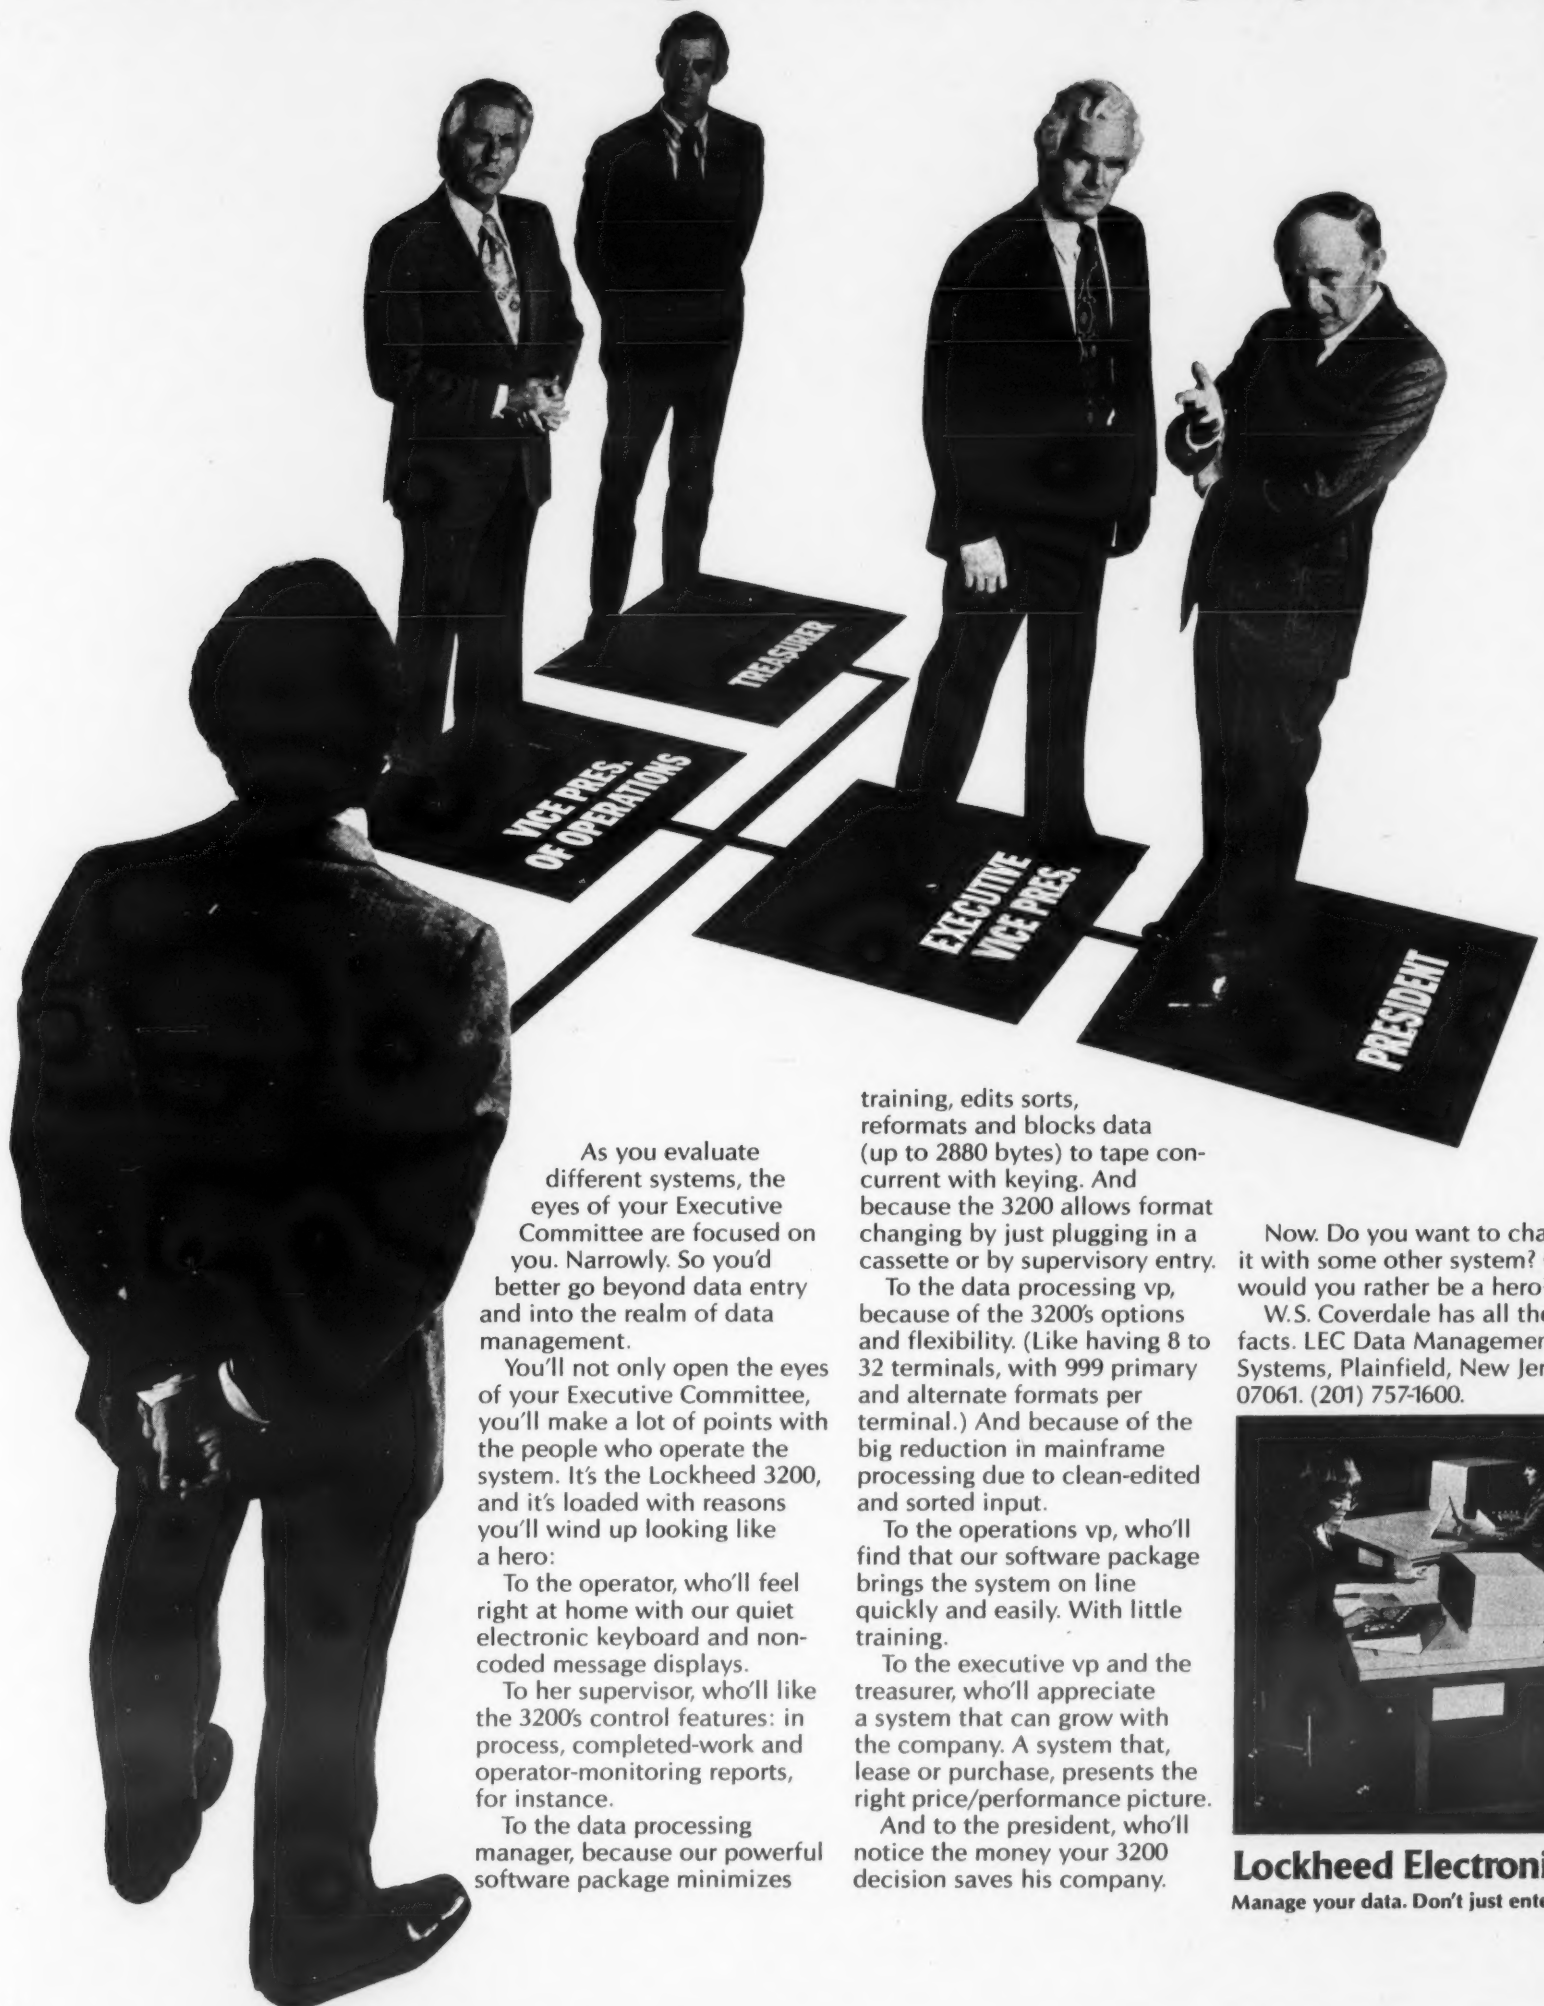 TREASURER
VICE PRES.
OF OPERATIONS
EXECUTIVE
VICE PRES.
PRESIDENT
As you evaluate
different systems, the
eyes of your Executive
Committee are focused on
you. Narrowly. So you'd
better go beyond data entry
and into the realm of data
management.
You'll not only open the eyes
of your Executive Committee,
you'll make a lot of points with
the people who operate the
system. It's the Lockheed 3200,
and it's loaded with reasons
you'll wind up looking like
a hero:
To the operator, who'll feel
right at home with our quiet
electronic keyboard and non-
coded message displays.
To her supervisor, who'll like
the 3200's control features: in
process, completed-work and
operator-monitoring reports,
for instance.
To the data processing
manager, because our powerful
software package minimizes
training, edits sorts,
reformats and blocks data
(up to 2880 bytes) to tape con-
current with keying. And
because the 3200 allows format
changing by just plugging in a
cassette or by supervisory entry.
To the data processing vp,
because of the 3200's options
and flexibility. (Like having 8 to
32 terminals, with 999 primary
and alternate formats per
terminal.) And because of the
big reduction in mainframe
processing due to clean-edited
and sorted input.
To the operations vp, who'll
find that our software package
brings the system on line
quickly and easily. With little
training.
To the executive vp and the
treasurer, who'll appreciate
a system that can grow with
the company. A system that,
lease or purchase, presents the
right price/performance picture.
And to the president, who'll
notice the money your 3200
decision saves his company.
Now. Do you want to cha
it with some other system?
would you rather be a hero
W.S. Coverdale has all the
facts. LEC Data Managemen
Systems, Plainfield, New Jer
07061. (201) 757-1600.
Lockheed Electroni
Manage your data. Don't just ente